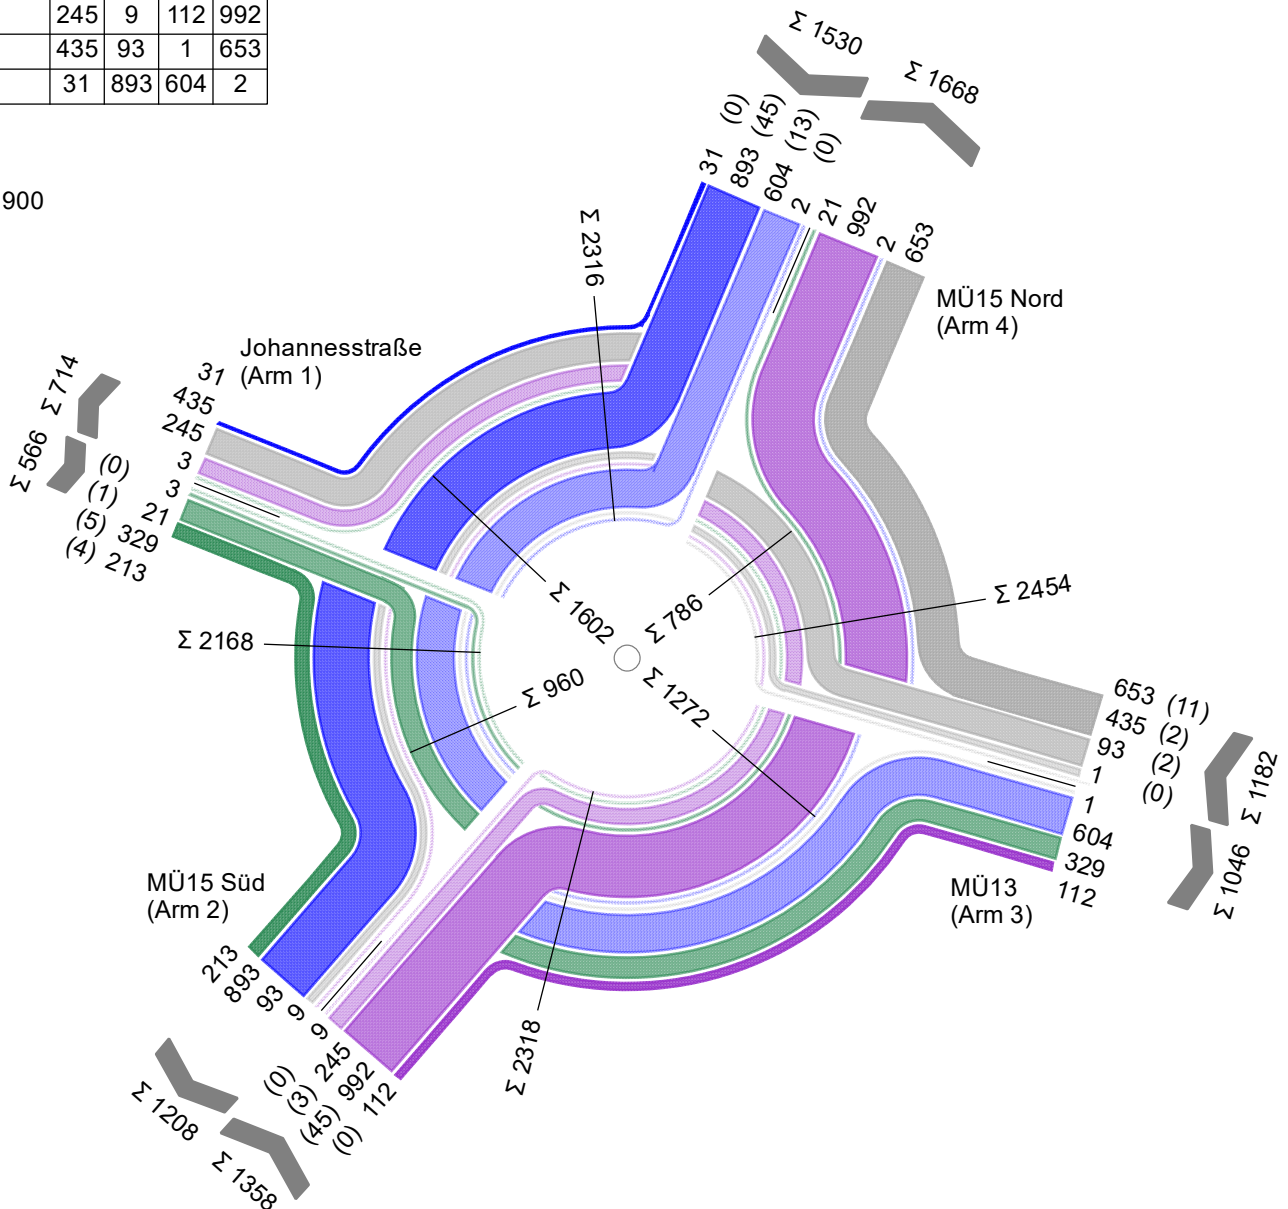 245 9 112 992
435 93 1 653
31 893 604 2
900
Σ 1530
Σ 1668
(0)
(45)
(13)
(0)
31
893
604
2
21
992
2
653
MÜ15 Nord
(Arm 4)
Σ 2316
Johannesstraße
(Arm 1)
Σ 714
Σ 566
31
435
245
3
3
(0)
21
(1)
329
(5)
213
(4)
Σ 1602
Σ 786
Σ 2454
Σ 2168
Σ 960
Σ 1272
653 (11)
435 (2)
93 (2)
1 (0)
1
604
329
112
Σ 1182
Σ 1046
MÜ13
(Arm 3)
MÜ15 Süd
(Arm 2)
213
893
93
9
9
245
992
112
(0)
(3)
(45)
(0)
Σ 2318
Σ 1208
Σ 1358